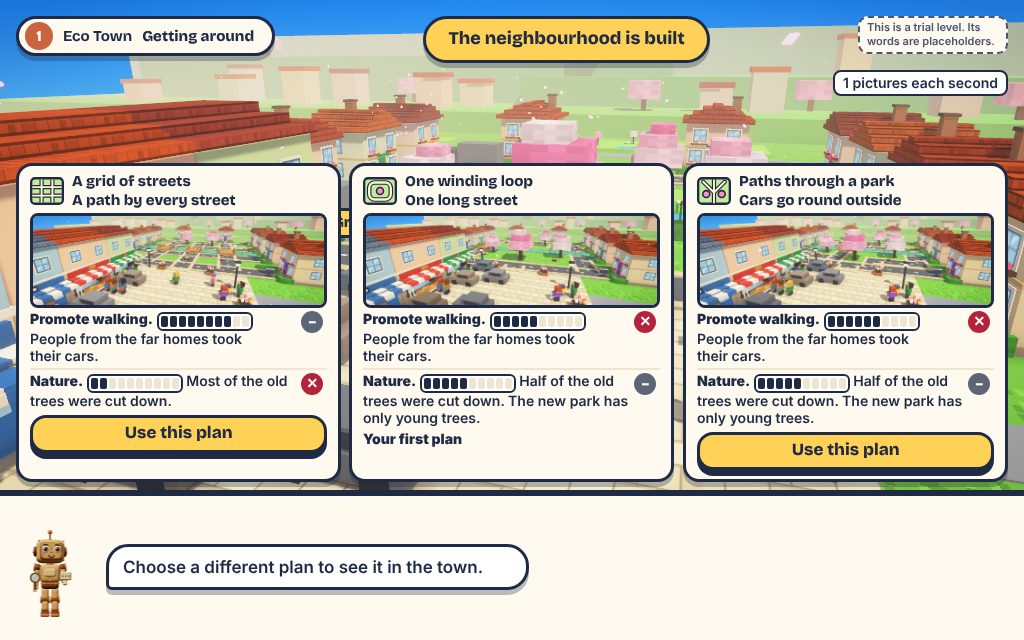 1 Eco Town Getting around
The neighbourhood is built
This is a trial level. Its
words are placeholders.
1 pictures each second
A grid of streets
A path by every street
Promote walking.
People from the far homes took
their cars.
Nature. Most of the old
trees were cut down.
Use this plan
One winding loop
One long street
Promote walking.
People from the far homes took
their cars.
Nature. Half of the old
trees were cut down. The new park has
only young trees.
Your first plan
Paths through a park
Cars go round outside
Promote walking.
People from the far homes took
their cars.
Nature. Half of the old
trees were cut down. The new park has
only young trees.
Use this plan
Choose a different plan to see it in the town.